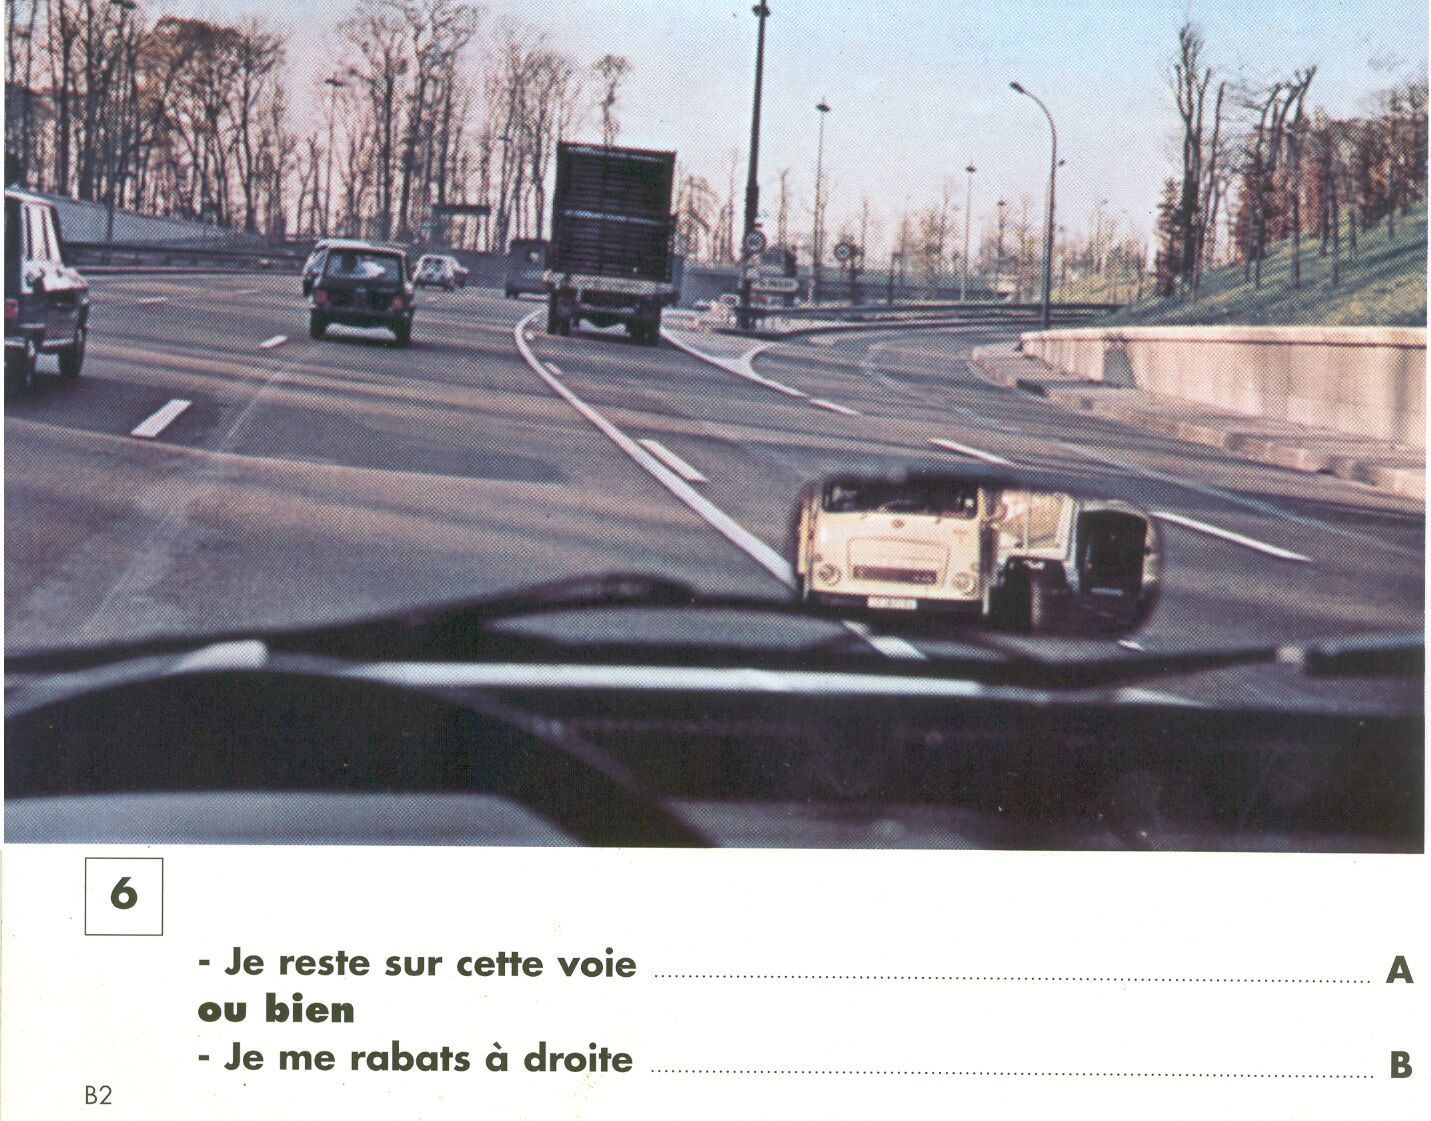 6
- Je reste sur cette voie ........ A
ou bien
- Je me rabats à droite ........ B
B2